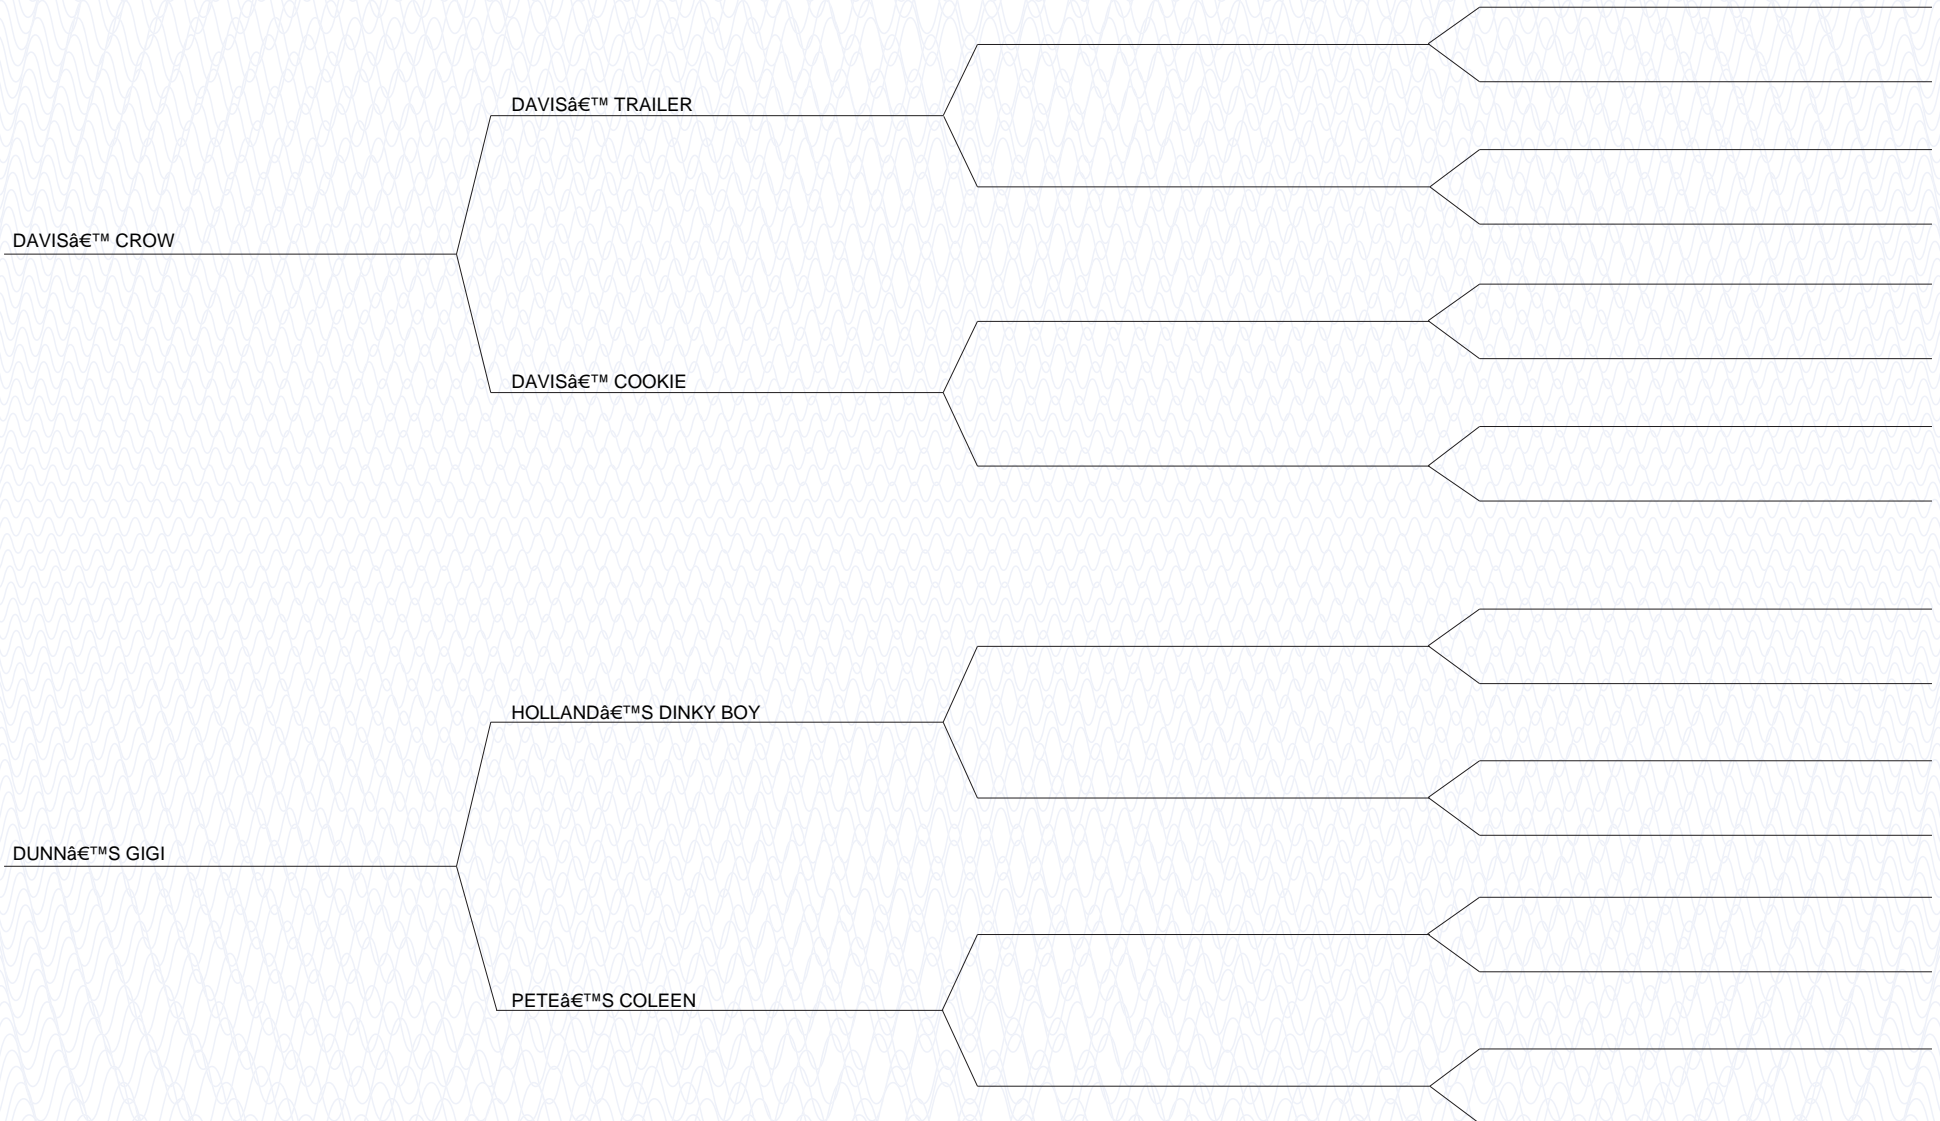 DAVISâ€™ TRAILER
DAVISâ€™ CROW
DAVISâ€™ COOKIE
HOLLANDâ€™S DINKY BOY
DUNNâ€™S GIGI
PETEâ€™S COLEEN